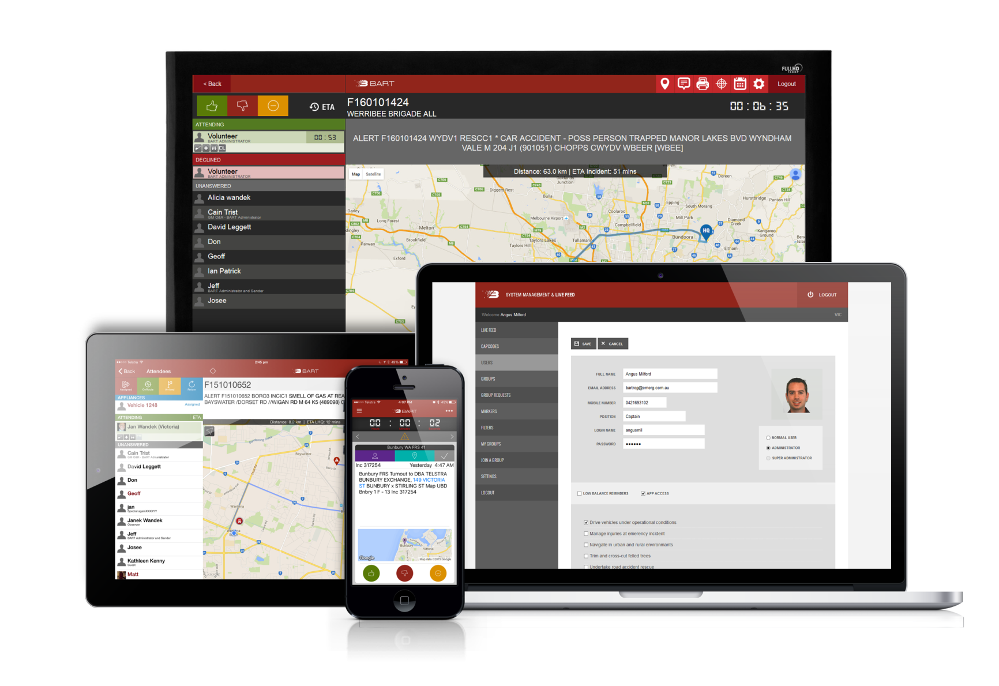 FULLHD
1080P
< Back
BART
Logout
ETA
F160101424
WERRIBEE BRIGADE ALL
00 : 06 : 35
ATTENDING
Volunteer
BART ADMINISTRATOR
00 : 53
CL
DECLINED
Volunteer
BART ADMINISTRATOR
UNANSWERED
Alicia wandek
Cain Trist
GM O&R - BART Administrator
David Leggett
Don
Geoff
Ian Patrick
Jeff
BART Administrator and Sender
Josee
ALERT F160101424 WYDV1 RESCC1 * CAR ACCIDENT - POSS PERSON TRAPPED MANOR LAKES BVD WYNDHAM
VALE M 204 J1 (901051) CHOPPS CWYDV WBEER [WBEE]
Map
Satellite
Distance: 63.0 km | ETA Incident: 51 mins
Oaklands
Junction
Doreen
Diggers Rest
Bulla
Hurstbridge
Panton Hill
Epping
South Morang
Darley
Coolaroo
Melbourne Airport
Mill Park
Long Forest
Melton
Campbellfield
Diamond
Creek
Kangaroo
Ground
HQ
Brookfield
Taylors Lakes
Tullamarine
Bundoora
Parwan
Taylors Hill
Eltham
Exford
SYSTEM MANAGEMENT & LIVE FEED
LOGOUT
Welcome Angus Milford
VIC
LIVE FEED
CAPCODES
USERS
GROUPS
GROUP REQUESTS
MARKERS
FILTERS
MY GROUPS
JOIN A GROUP
SETTINGS
LOGOUT
SAVE
CANCEL
FULL NAME
Angus Milford
EMAIL ADDRESS
bartreg@emerg.com.au
MOBILE NUMBER
0421693102
POSITION
Captain
LOGIN NAME
angusmil
PASSWORD
••••••
NORMAL USER
ADMINISTRATOR
SUPER ADMINISTRATOR
LOW BALANCE REMINDERS
APP ACCESS
Drive vehicles under operational conditions
Manage injuries at emerency incident
Navigate in urban and rural environmants
Trim and cross-cut felled trees
Undertake road accident rescue
Telstra
2:45 pm
49%
Back
Attendees
BART
Assigned
OnRoute
Arrived
Return
F151010652
ALERT F151010652 BORO3 INCIC1 SMELL OF GAS AT REA
BAYSWATER /DORSET RD //WIGAN RD M 64 K5 (489098)
APPLIANCES
Vehicle 1248
Assigned
ATTENDING
ETA
Jan Wandek (Victoria)
UNANSWERED
Cain Trist
GM O&R - BART Administrator
David Leggett
Don
Geoff
jan
Special againXXXXYY
Janek Wandek
Observer
Jeff
BART Administrator and Sender
Josee
Kathleen Kenny
Guest
Matt
Distance: 8.2 km | ETA LHQ: 12 mins
Bayswater
Wantirna
Telstra
4:07 PM
45%
BART
00 : 00 : 02
Bunbury WA FRS 41
Inc 317254
Yesterday 4:47 AM
Bunbury FRS Turnout to DBA TELSTRA
BUNBURY EXCHANGE, 149 VICTORIA
ST BUNBURY x STIRLING ST Map UBD
Bnbry 1 F - 13 Inc 317254
Bunbury
Vittoria
Google
Map data ©2015 Google